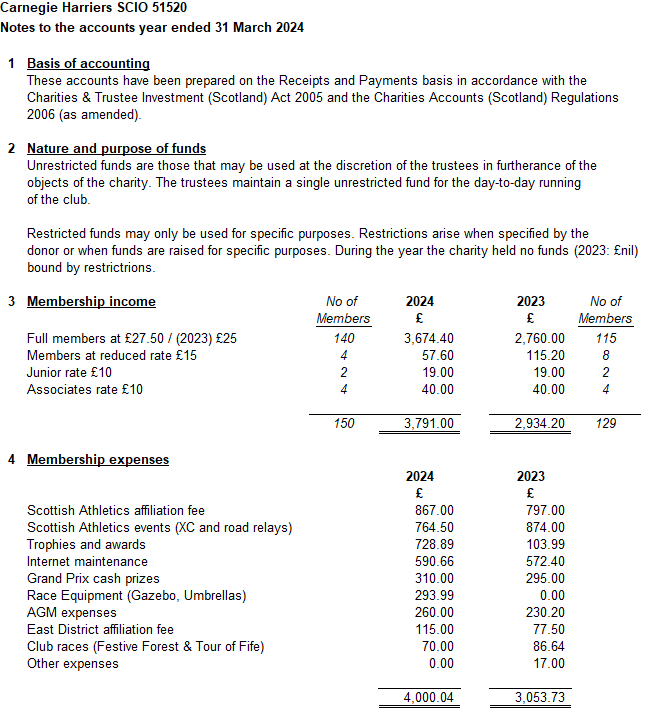 Carnegie Harriers SCIO 51520
Notes to the accounts year ended 31 March 2024
1 Basis of accounting
These accounts have been prepared on the Receipts and Payments basis in accordance with the
Charities & Trustee Investment (Scotland) Act 2005 and the Charities Accounts (Scotland) Regulations
2006 (as amended).
2 Nature and purpose of funds
Unrestricted funds are those that may be used at the discretion of the trustees in furtherance of the
objects of the charity. The trustees maintain a single unrestricted fund for the day-to-day running
of the club.
Restricted funds may only be used for specific purposes. Restrictions arise when specified by the
donor or when funds are raised for specific purposes. During the year the charity held no funds (2023: £nil)
bound by restrictrions.
3 Membership income No of 2024 2023 No of
Members £ £ Members
Full members at £27.50 / (2023) £25 140 3,674.40 2,760.00 115
Members at reduced rate £15 4 57.60 115.20 8
Junior rate £10 2 19.00 19.00 2
Associates rate £10 4 40.00 40.00 4
150 3,791.00 2,934.20 129
4 Membership expenses
2024 2023
£ £
Scottish Athletics affiliation fee 867.00 797.00
Scottish Athletics events (XC and road relays) 764.50 874.00
Trophies and awards 728.89 103.99
Internet maintenance 590.66 572.40
Grand Prix cash prizes 310.00 295.00
Race Equipment (Gazebo, Umbrellas) 293.99 0.00
AGM expenses 260.00 230.20
East District affiliation fee 115.00 77.50
Club races (Festive Forest & Tour of Fife) 70.00 86.64
Other expenses 0.00 17.00
4,000.04 3,053.73